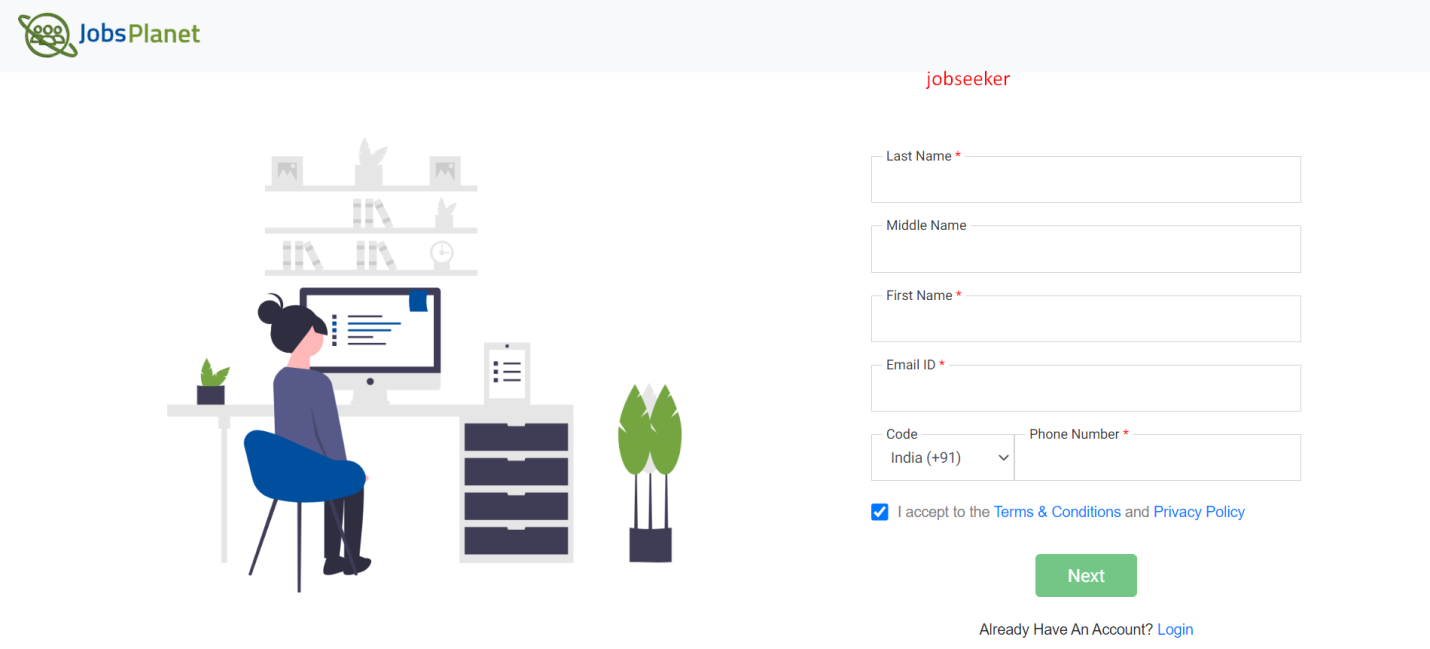 JobsPlanet
jobseeker
Last Name *
Middle Name
First Name *
Email ID *
Code
Phone Number *
India (+91)
I accept to the Terms & Conditions and Privacy Policy
Next
Already Have An Account? Login